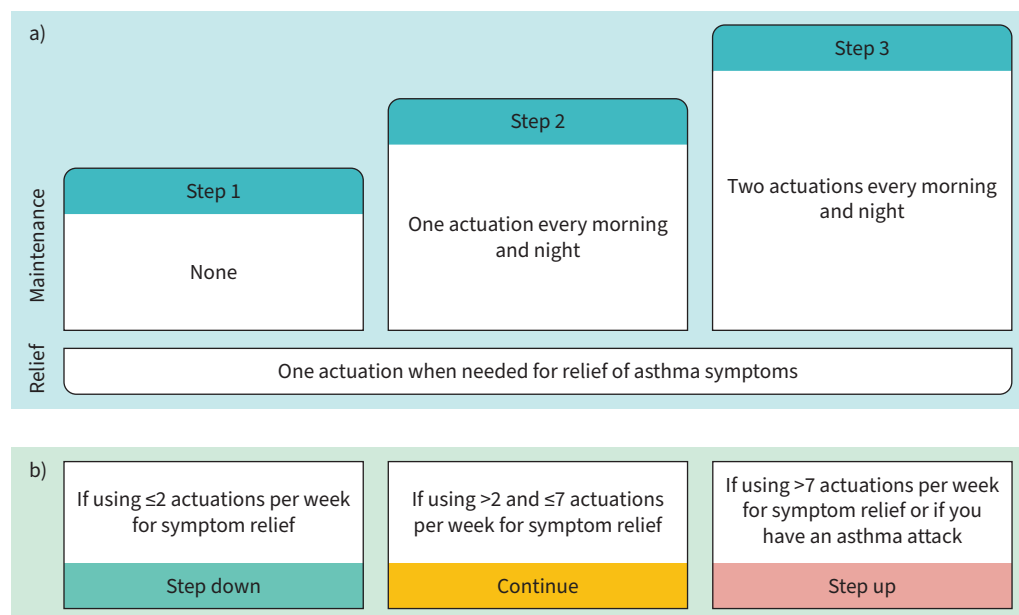 a)
Maintenance
Step 1
None
Step 2
One actuation every morning
and night
Step 3
Two actuations every morning
and night
Relief
One actuation when needed for relief of asthma symptoms
b)
If using ≤2 actuations per week
for symptom relief
Step down
If using >2 and ≤7 actuations
per week for symptom relief
Continue
If using >7 actuations per week
for symptom relief or if you
have an asthma attack
Step up